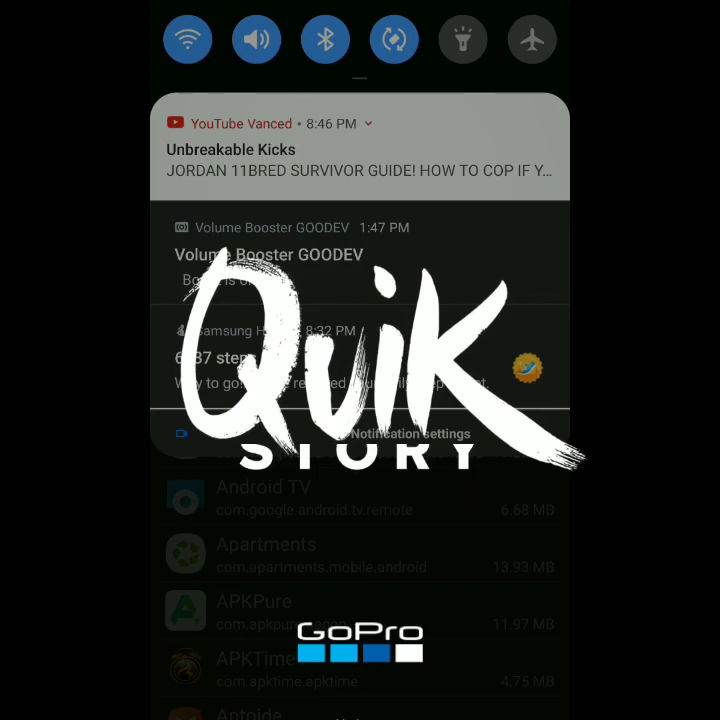 YouTube Vanced • 8:46 PM
Unbreakable Kicks
JORDAN 11BRED SURVIVOR GUIDE! HOW TO COP IF Y...
Volume Booster GOODEV 1:47 PM
Volume Booster GOODEV
QuiK
STORY
8:32 PM
Notification settings
Android TV
com.google.android.tv.remote 6.68 MB
Apartments
com.apartments.mobile.android 13.93 MB
APKPure
11.97 MB
GoPro
APKTime
com.apktime.apktime 4.75 MB
Aptoide